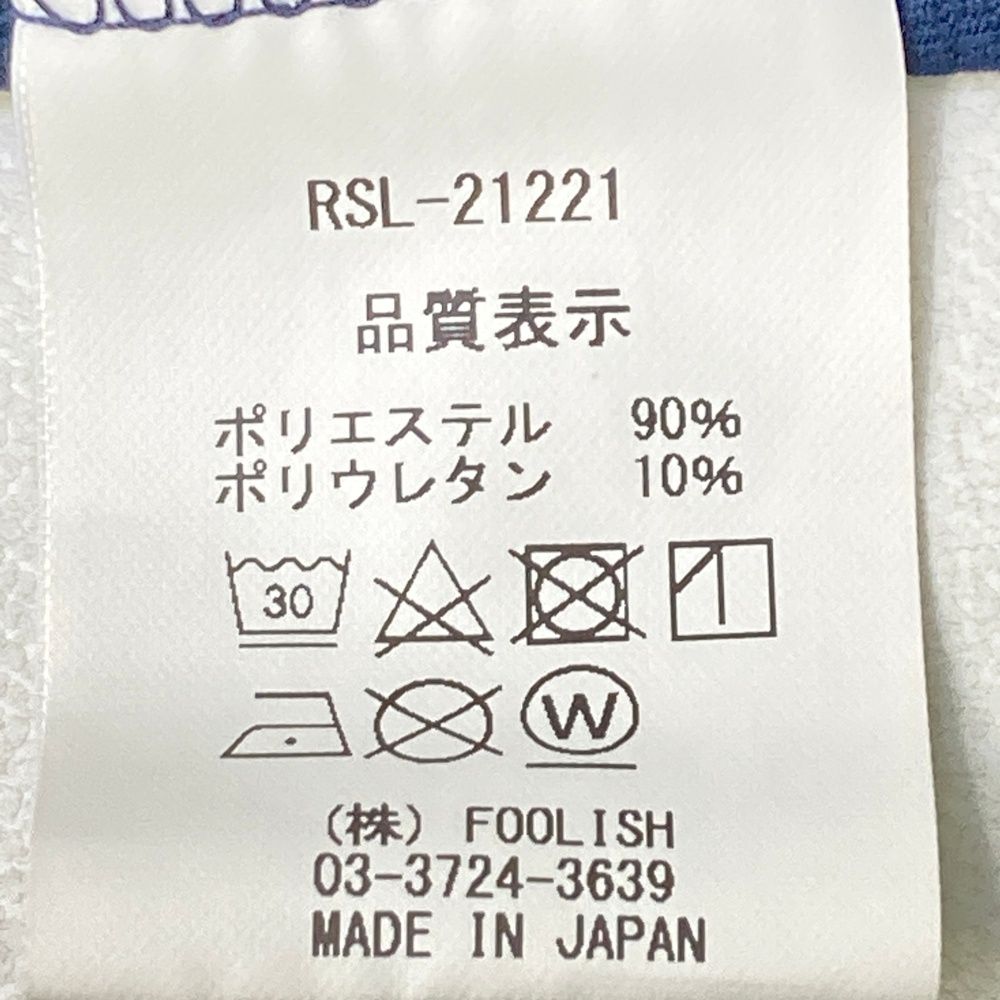 RSL-21221
品質表示
ポリエステル 90%
ポリウレタン 10%
30
W
(株) FOOLISH
03-3724-3639
MADE IN JAPAN